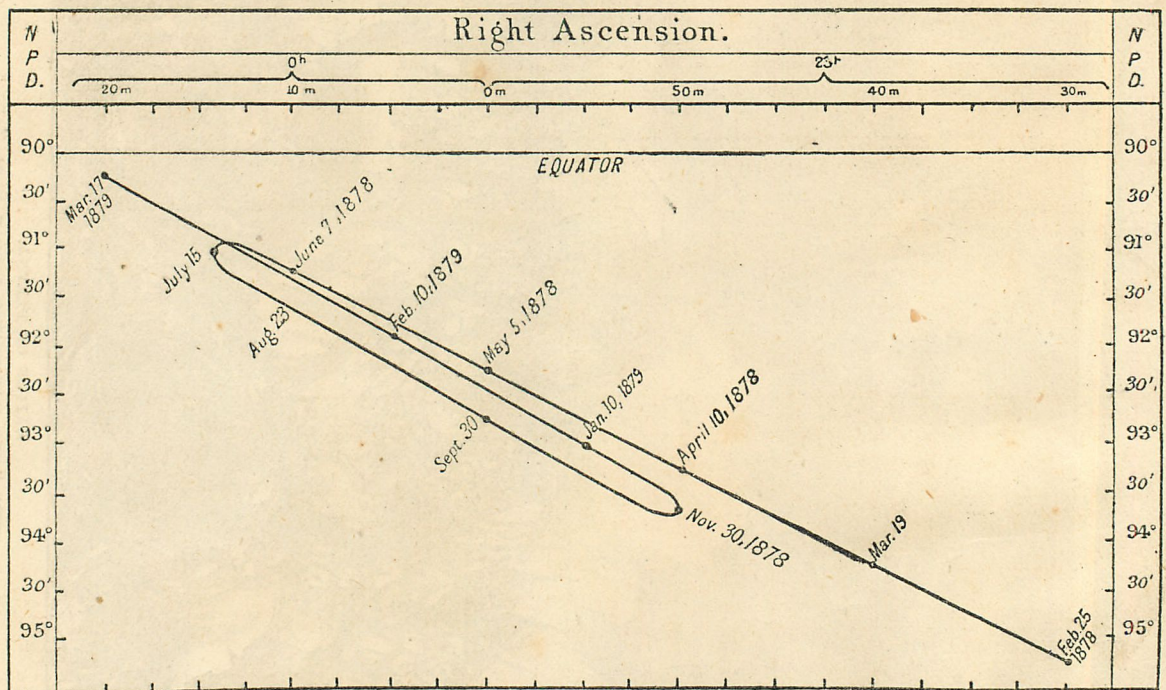 Right Ascension.
N
P
D.
N
P
D.
0h
23h
20m
10m
0m
50m
40m
30m
90°
30'
91°
30'
92°
30'
93°
30'
94°
30'
95°
EQUATOR
90°
30'
91°
30'
92°
30'
93°
30'
94°
30'
95°
Mar. 17
1879
June 7, 1878
July 15
Feb. 10, 1879
Aug. 23
May 5, 1878
Jan. 10, 1879
April 10, 1878
Sept. 30
Nov. 30, 1878
Mar. 19
Feb. 25
1878